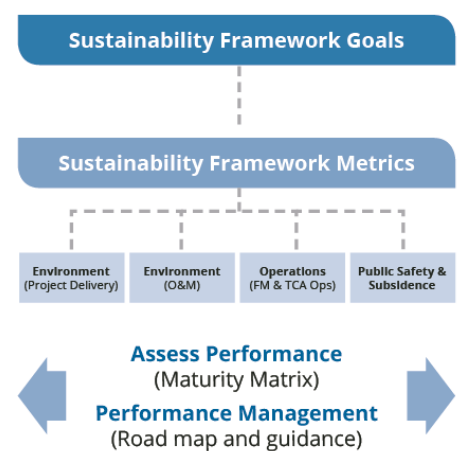 Sustainability Framework Goals
Sustainability Framework Metrics
Environment
(Project Delivery)
Environment
(O&M)
Operations
(FM & TCA Ops)
Public Safety &
Subsidence
Assess Performance
(Maturity Matrix)
Performance Management
(Road map and guidance)